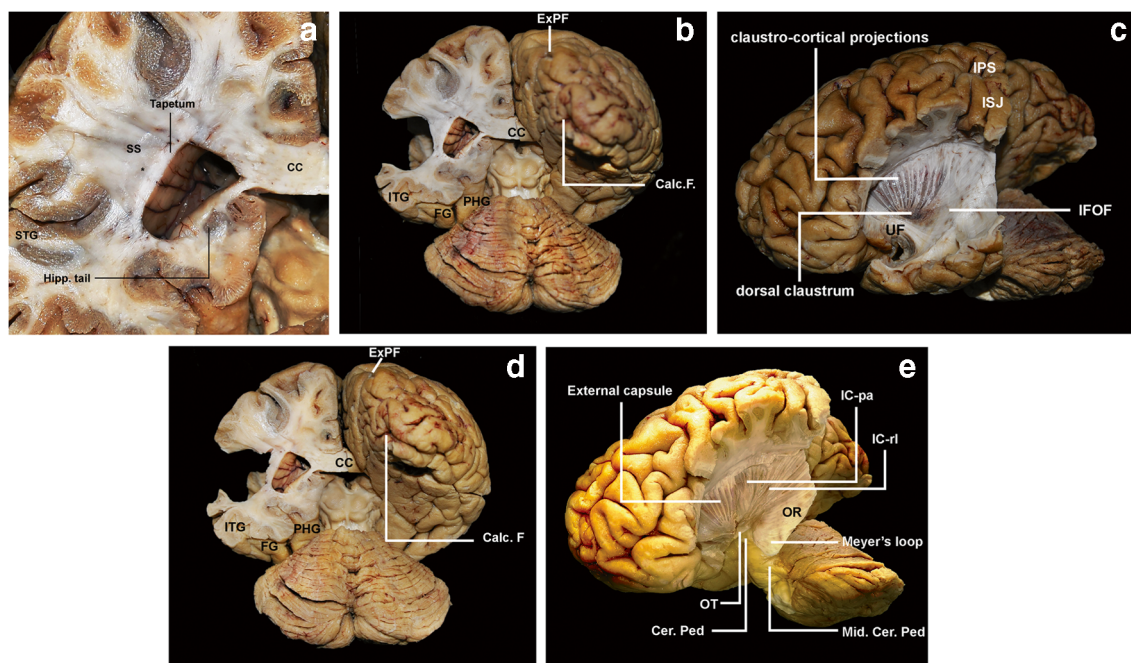 a
Tapetum
SS
CC
STG
Hipp. tail
b
ExPF
CC
Calc.F.
ITG
FG
PHG
c
claustro-cortical projections
IPS
ISJ
IFOF
UF
dorsal claustrum
d
ExPF
CC
ITG
PHG
FG
Calc. F
e
External capsule
IC-pa
IC-rl
OR
Meyer's loop
OT
Cer. Ped
Mid. Cer. Ped